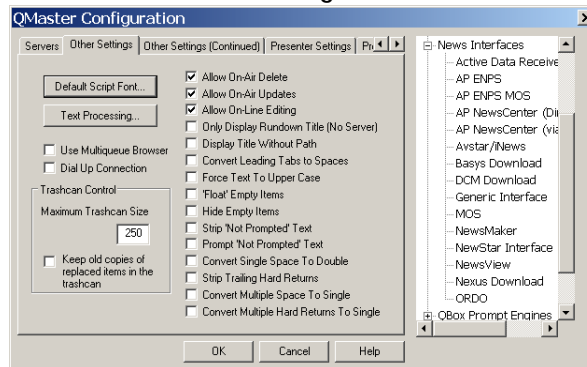 QMaster Configuration
Servers
Other Settings
Other Settings (Continued)
Presenter Settings
Default Script Font...
Text Processing...
Use Multiqueue Browser
Dial Up Connection
Trashcan Control
Maximum Trashcan Size
250
Keep old copies of
replaced items in the
trashcan
Allow On-Air Delete
Allow On-Air Updates
Allow On-Line Editing
Only Display Rundown Title (No Server)
Display Title Without Path
Convert Leading Tabs to Spaces
Force Text To Upper Case
'Float' Empty Items
Hide Empty Items
Strip 'Not Prompted' Text
Prompt 'Not Prompted' Text
Convert Single Space To Double
Strip Trailing Hard Returns
Convert Multiple Space To Single
Convert Multiple Hard Returns To Single
OK
Cancel
Help
News Interfaces
Active Data Receive
AP ENPS
AP ENPS MOS
AP NewsCenter (Di
AP NewsCenter (via
Avstar/iNews
Basys Download
DCM Download
Generic Interface
MOS
NewsMaker
NewStar Interface
NewsView
Nexus Download
ORDO
QBox Prompt Engines